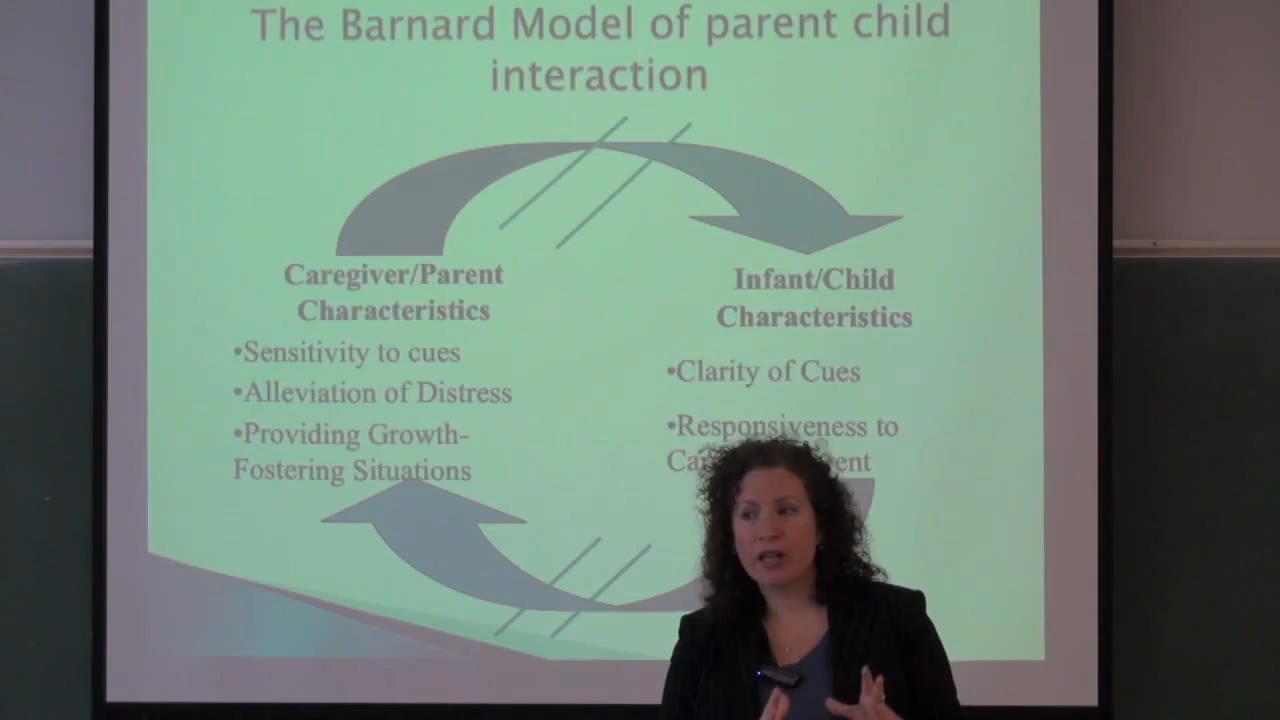 The Barnard Model of parent child
interaction
Caregiver/Parent
Characteristics
•Sensitivity to cues
•Alleviation of Distress
•Providing Growth-
Fostering Situations
Infant/Child
Characteristics
•Clarity of Cues
•Responsiveness to